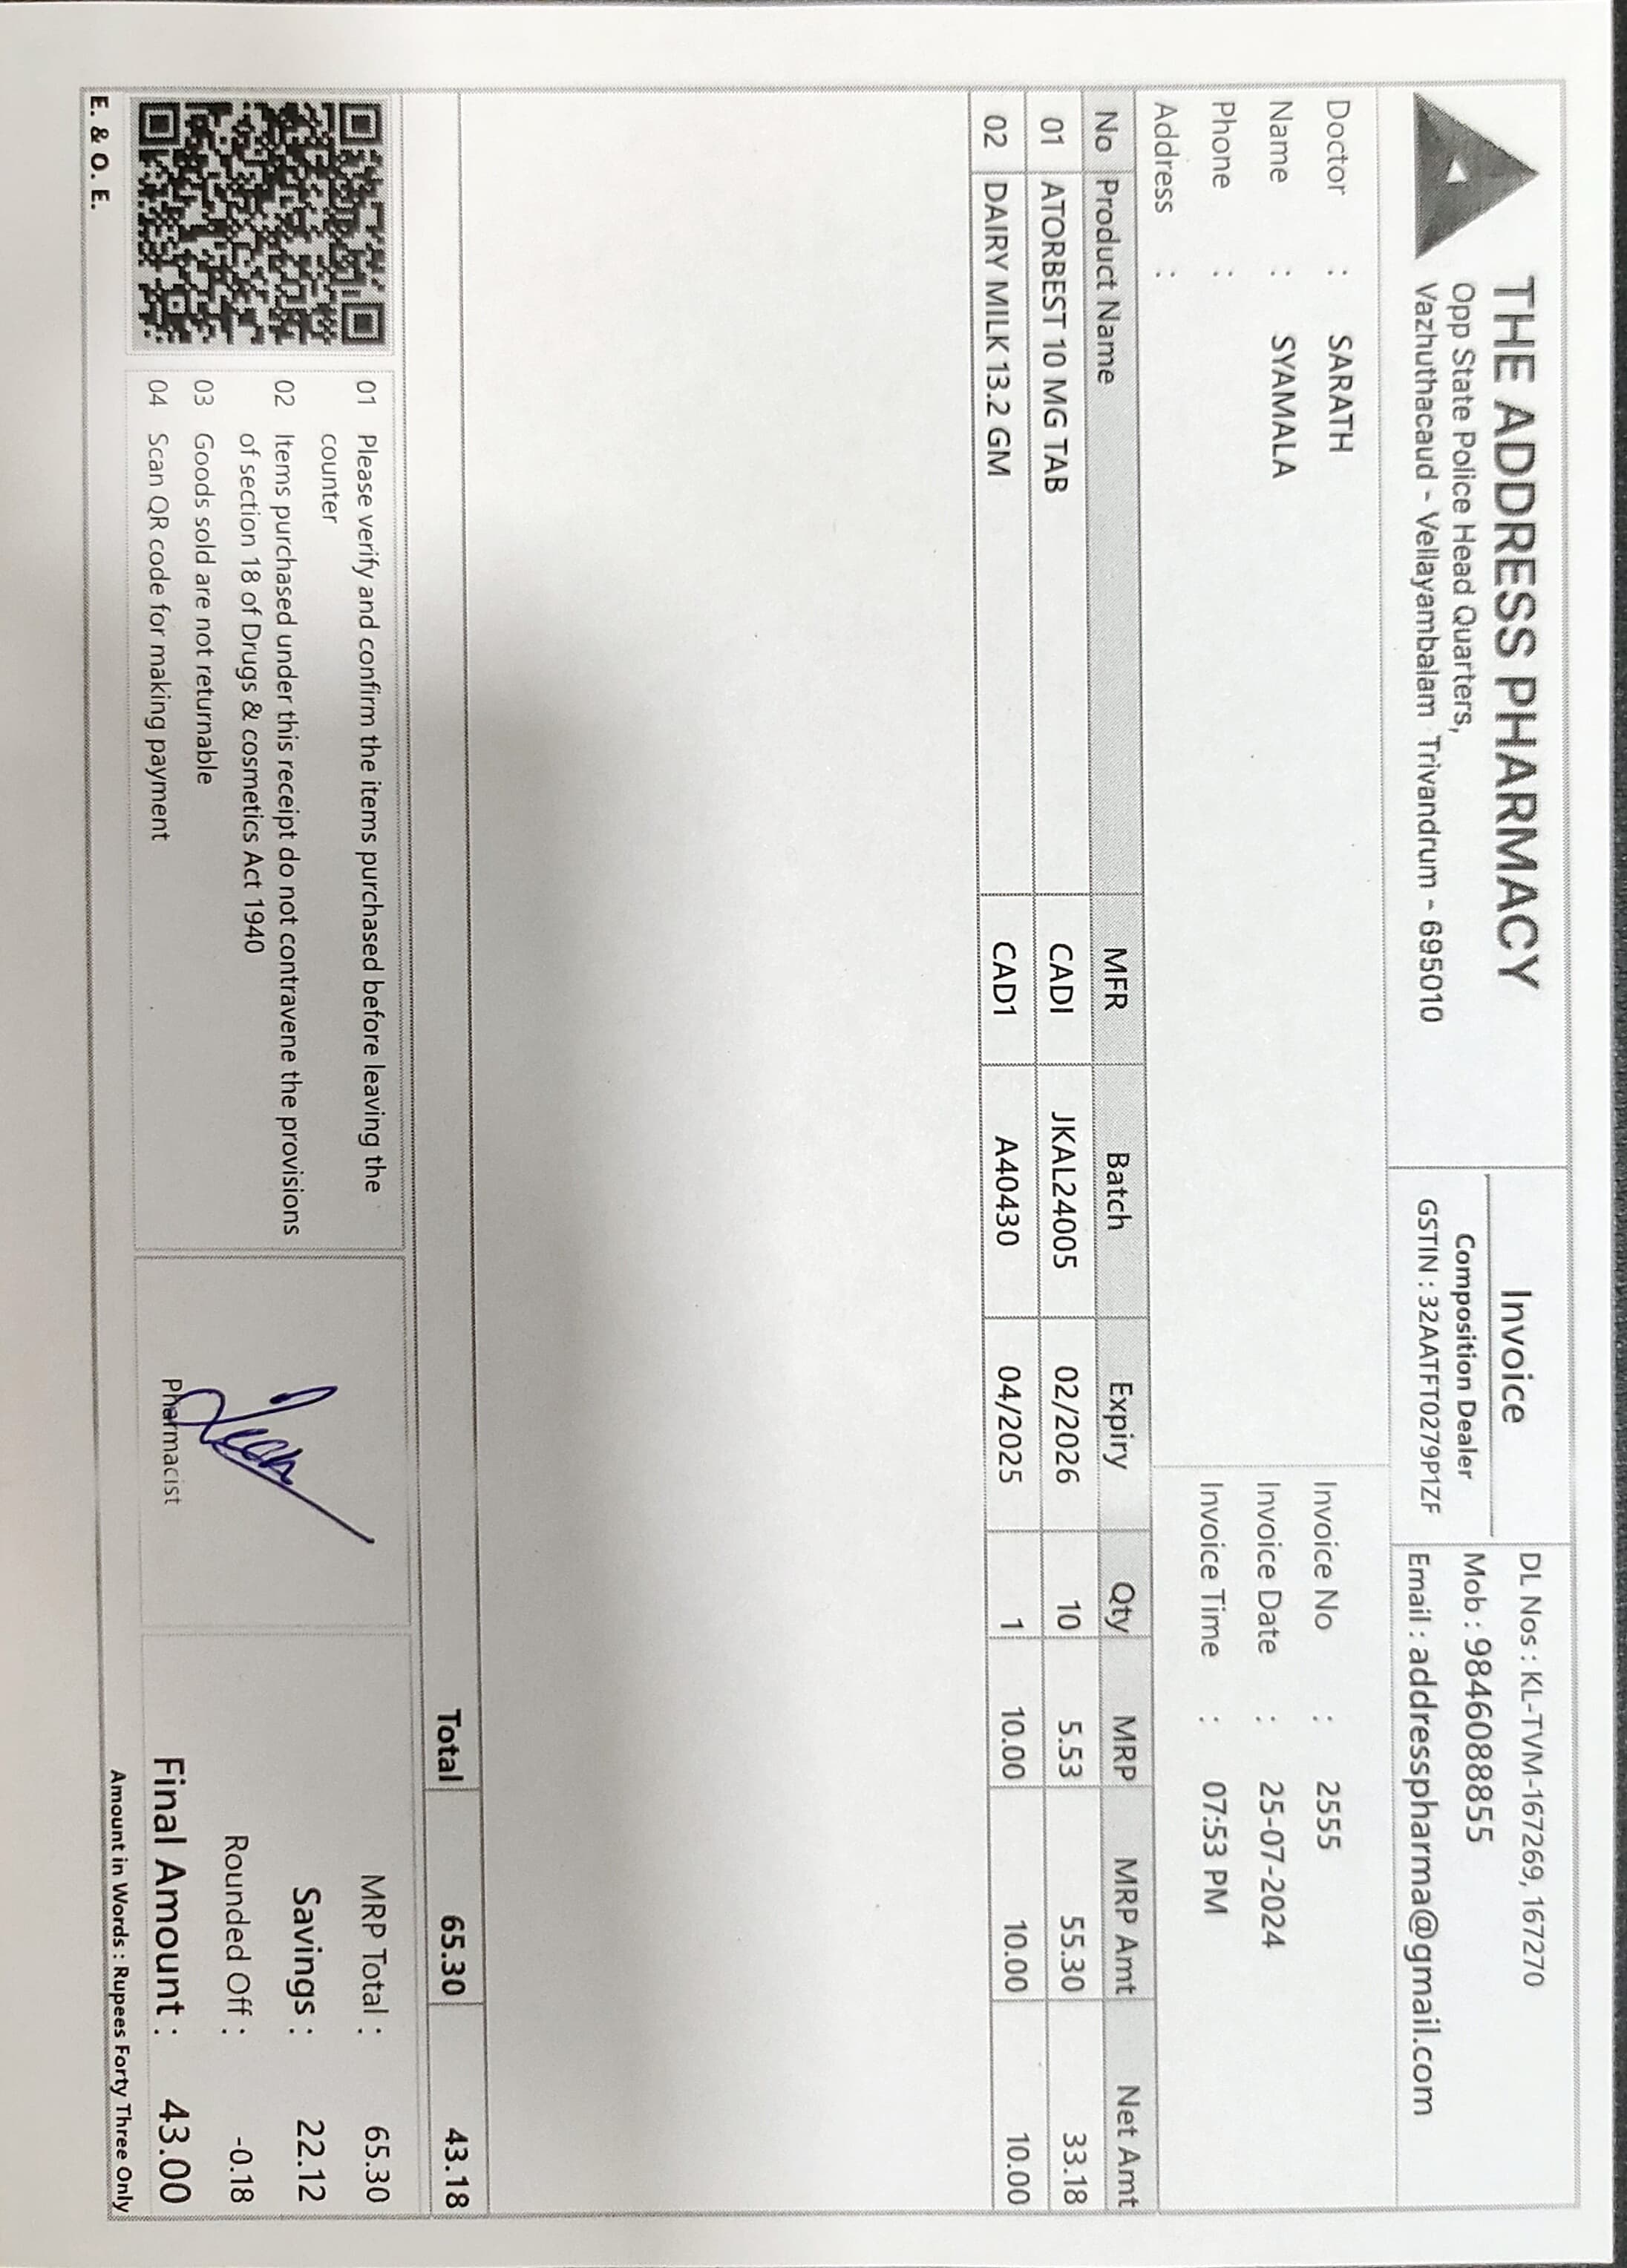 THE ADDRESS PHARMACY
Opp State Police Head Quarters,
Vazhuthacaud - Vellayambalam Trivandrum - 695010
Invoice
Composition Dealer
GSTIN : 32AATFT0279P1ZF
DL Nos : KL-TVM-167269, 167270
Mob : 9846088855
Email : addresspharma@gmail.com
Doctor : SARATH
Name : SYAMALA
Phone :
Address :
Invoice No : 2555
Invoice Date : 25-07-2024
Invoice Time : 07:53 PM
No Product Name MFR Batch Expiry Qty MRP MRP Amt Net Amt
01 ATORBEST 10 MG TAB CADI JKAL24005 02/2026 10 5.53 55.30 33.18
02 DAIRY MILK 13.2 GM CAD1 A40430 04/2025 1 10.00 10.00 10.00
Total 65.30 43.18
01 Please verify and confirm the items purchased before leaving the
counter
02 Items purchased under this receipt do not contravene the provisions
of section 18 of Drugs & cosmetics Act 1940
03 Goods sold are not returnable
04 Scan QR code for making payment
E. & O. E.
Pharmacist
MRP Total : 65.30
Savings : 22.12
Rounded Off : -0.18
Final Amount : 43.00
Amount in Words : Rupees Forty Three Only